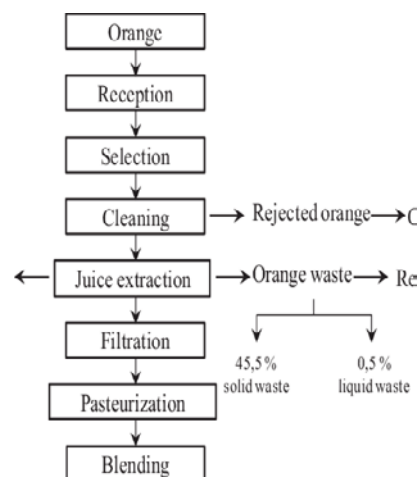 Orange
Reception
Selection
Cleaning
Rejected orange
Juice extraction
Orange waste
Filtration
45,5 %
solid waste
0,5 %
liquid waste
Pasteurization
Blending